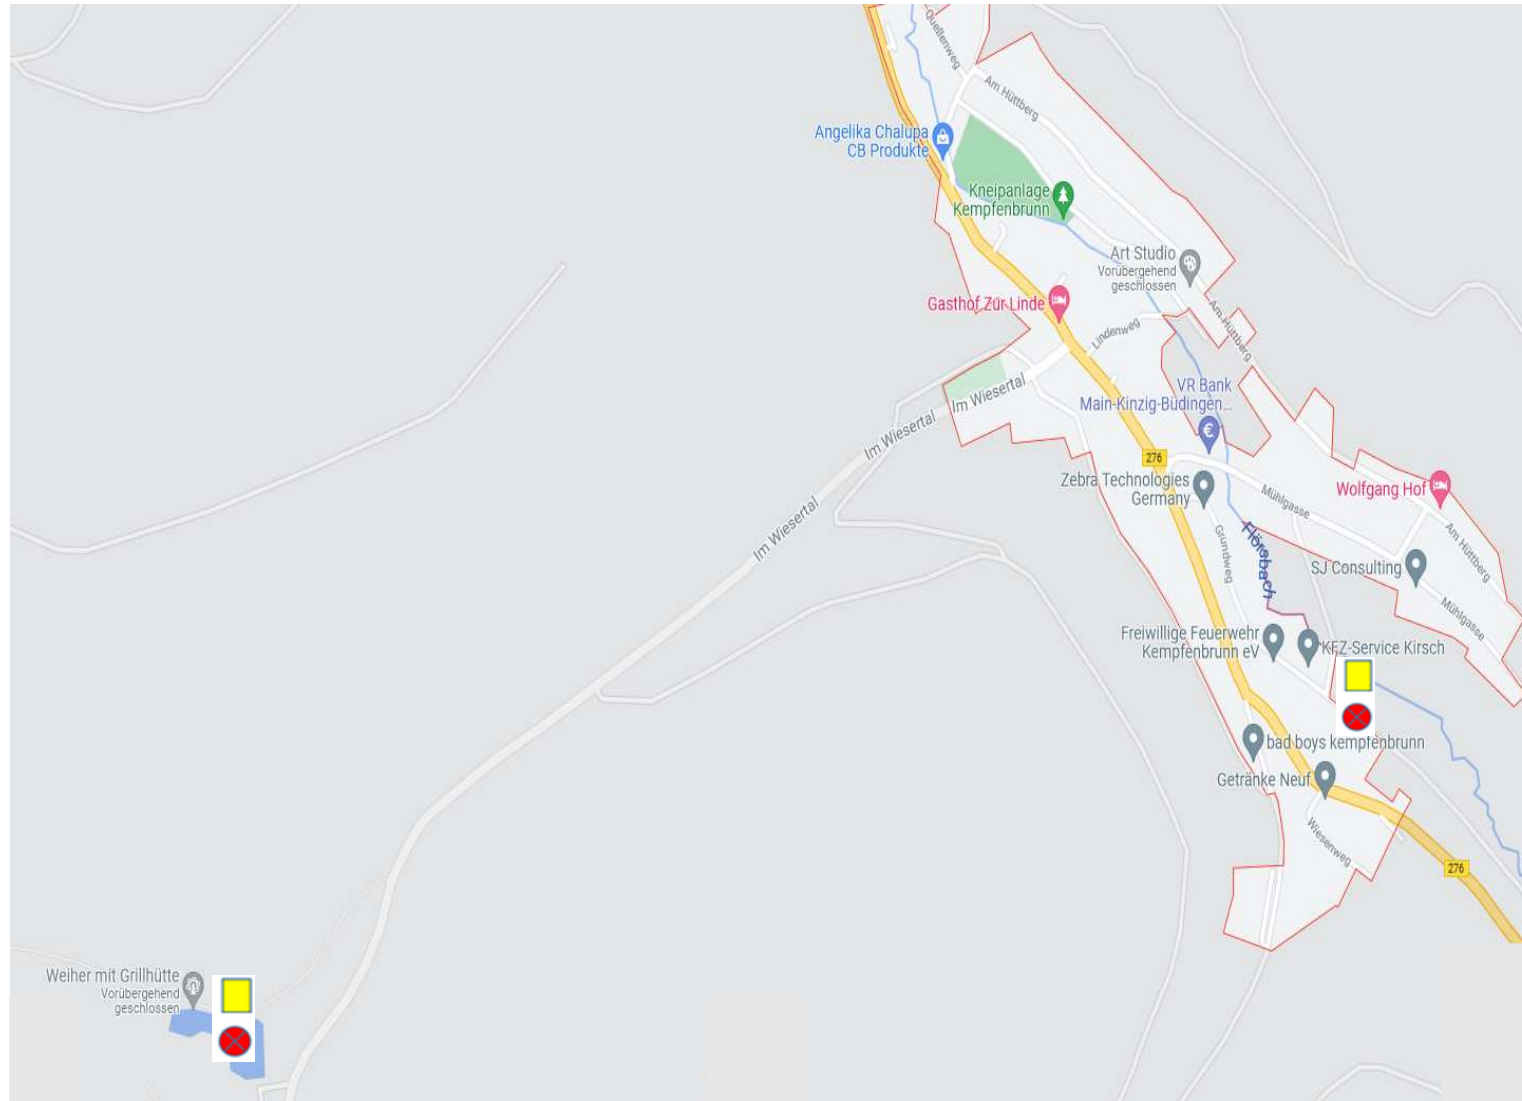 Quellenweg
Am Hüttberg
Angelika Chalupa
CB Produkte
Kneipanlage
Kempfenbrunn
Art Studio
Vorübergehend
geschlossen
Gasthof Zur Linde
Am Hüttberg
Lindenweg
VR Bank
Main-Kinzig-Büdingen...
€
Im Wiesertal
Im Wiesertal
Im Wiesertal
276
Zebra Technologies
Germany
Mühlgasse
Wolfgang Hof
Am Hüttberg
Grundweg
Flörsbach
SJ Consulting
Mühlgasse
Freiwillige Feuerwehr
Kempfenbrunn eV
KFZ-Service Kirsch
bad boys kempfenbrunn
Getränke Neuf
Wiesenweg
276
Weiher mit Grillhütte
Vorübergehend
geschlossen